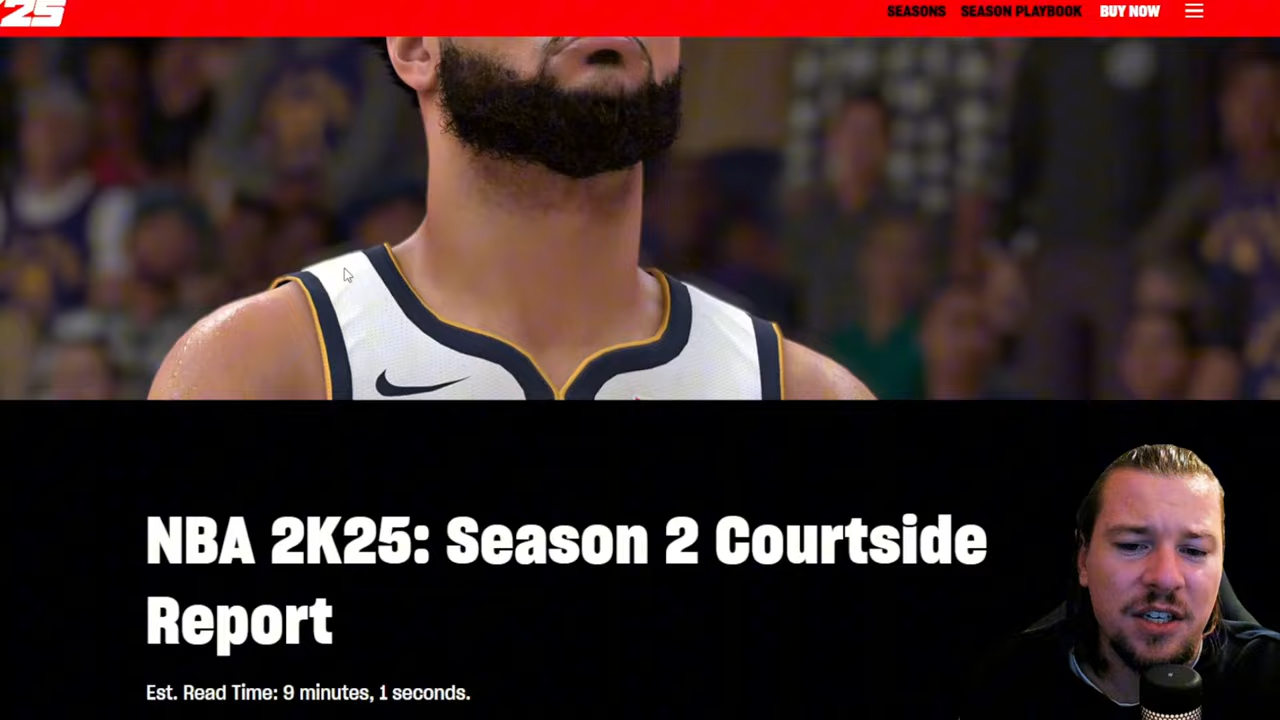 '25
SEASONS SEASON PLAYBOOK BUY NOW
NBA 2K25: Season 2 Courtside
Report
Est. Read Time: 9 minutes, 1 seconds.